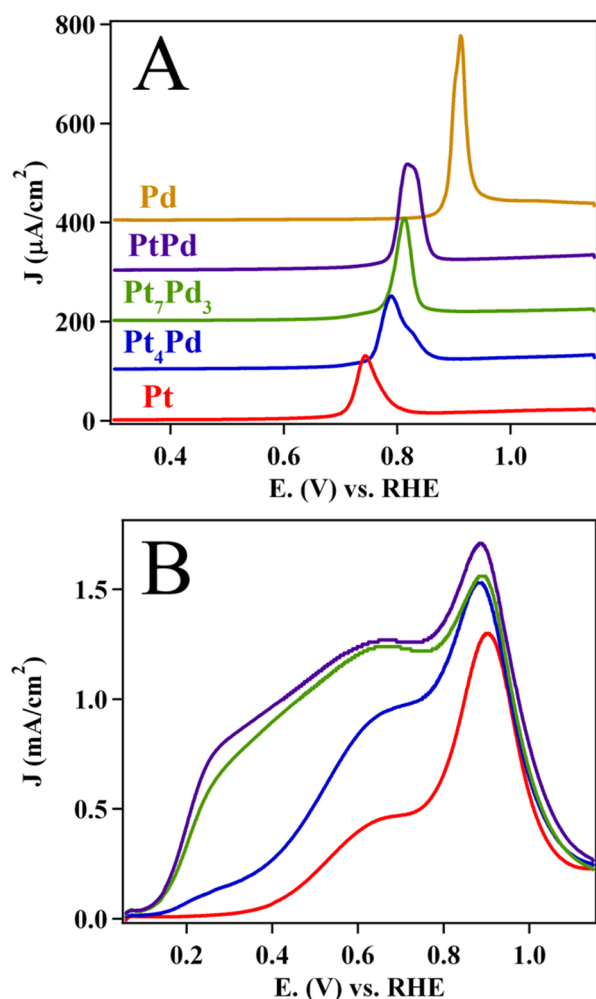 A
800
600
400
200
0
J (µA/cm²)
Pd
PtPd
Pt₇Pd₃
Pt₄Pd
Pt
0.4 0.6 0.8 1.0
E. (V) vs. RHE
B
1.5
1.0
0.5
0.0
J (mA/cm²)
0.2 0.4 0.6 0.8 1.0
E. (V) vs. RHE